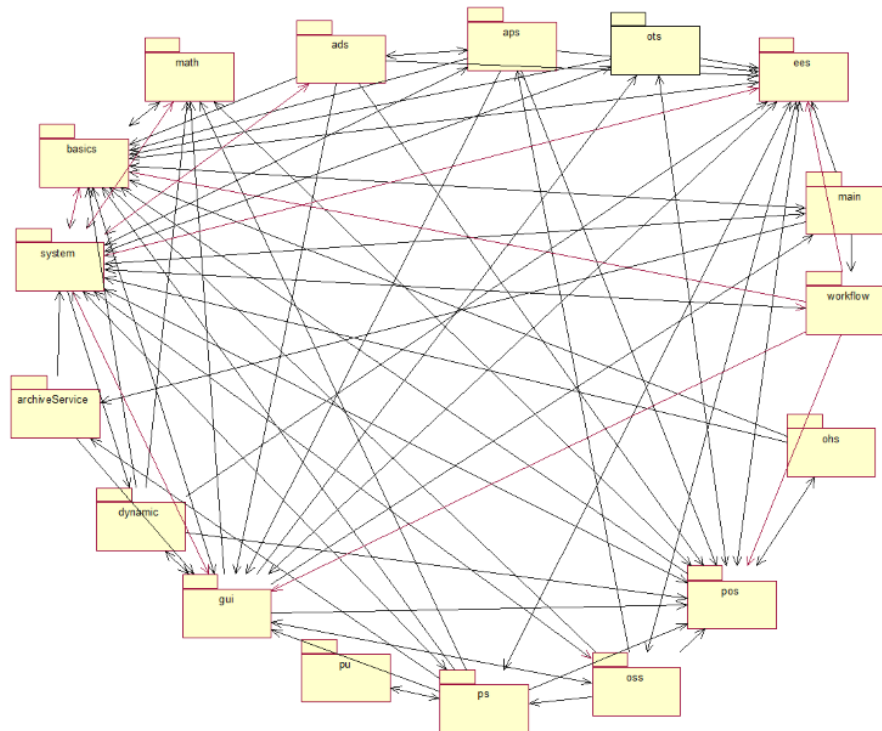 math
ads
aps
ots
ees
basics
main
system
workflow
archiveService
ohs
dynamic
gui
pos
pu
ps
oss